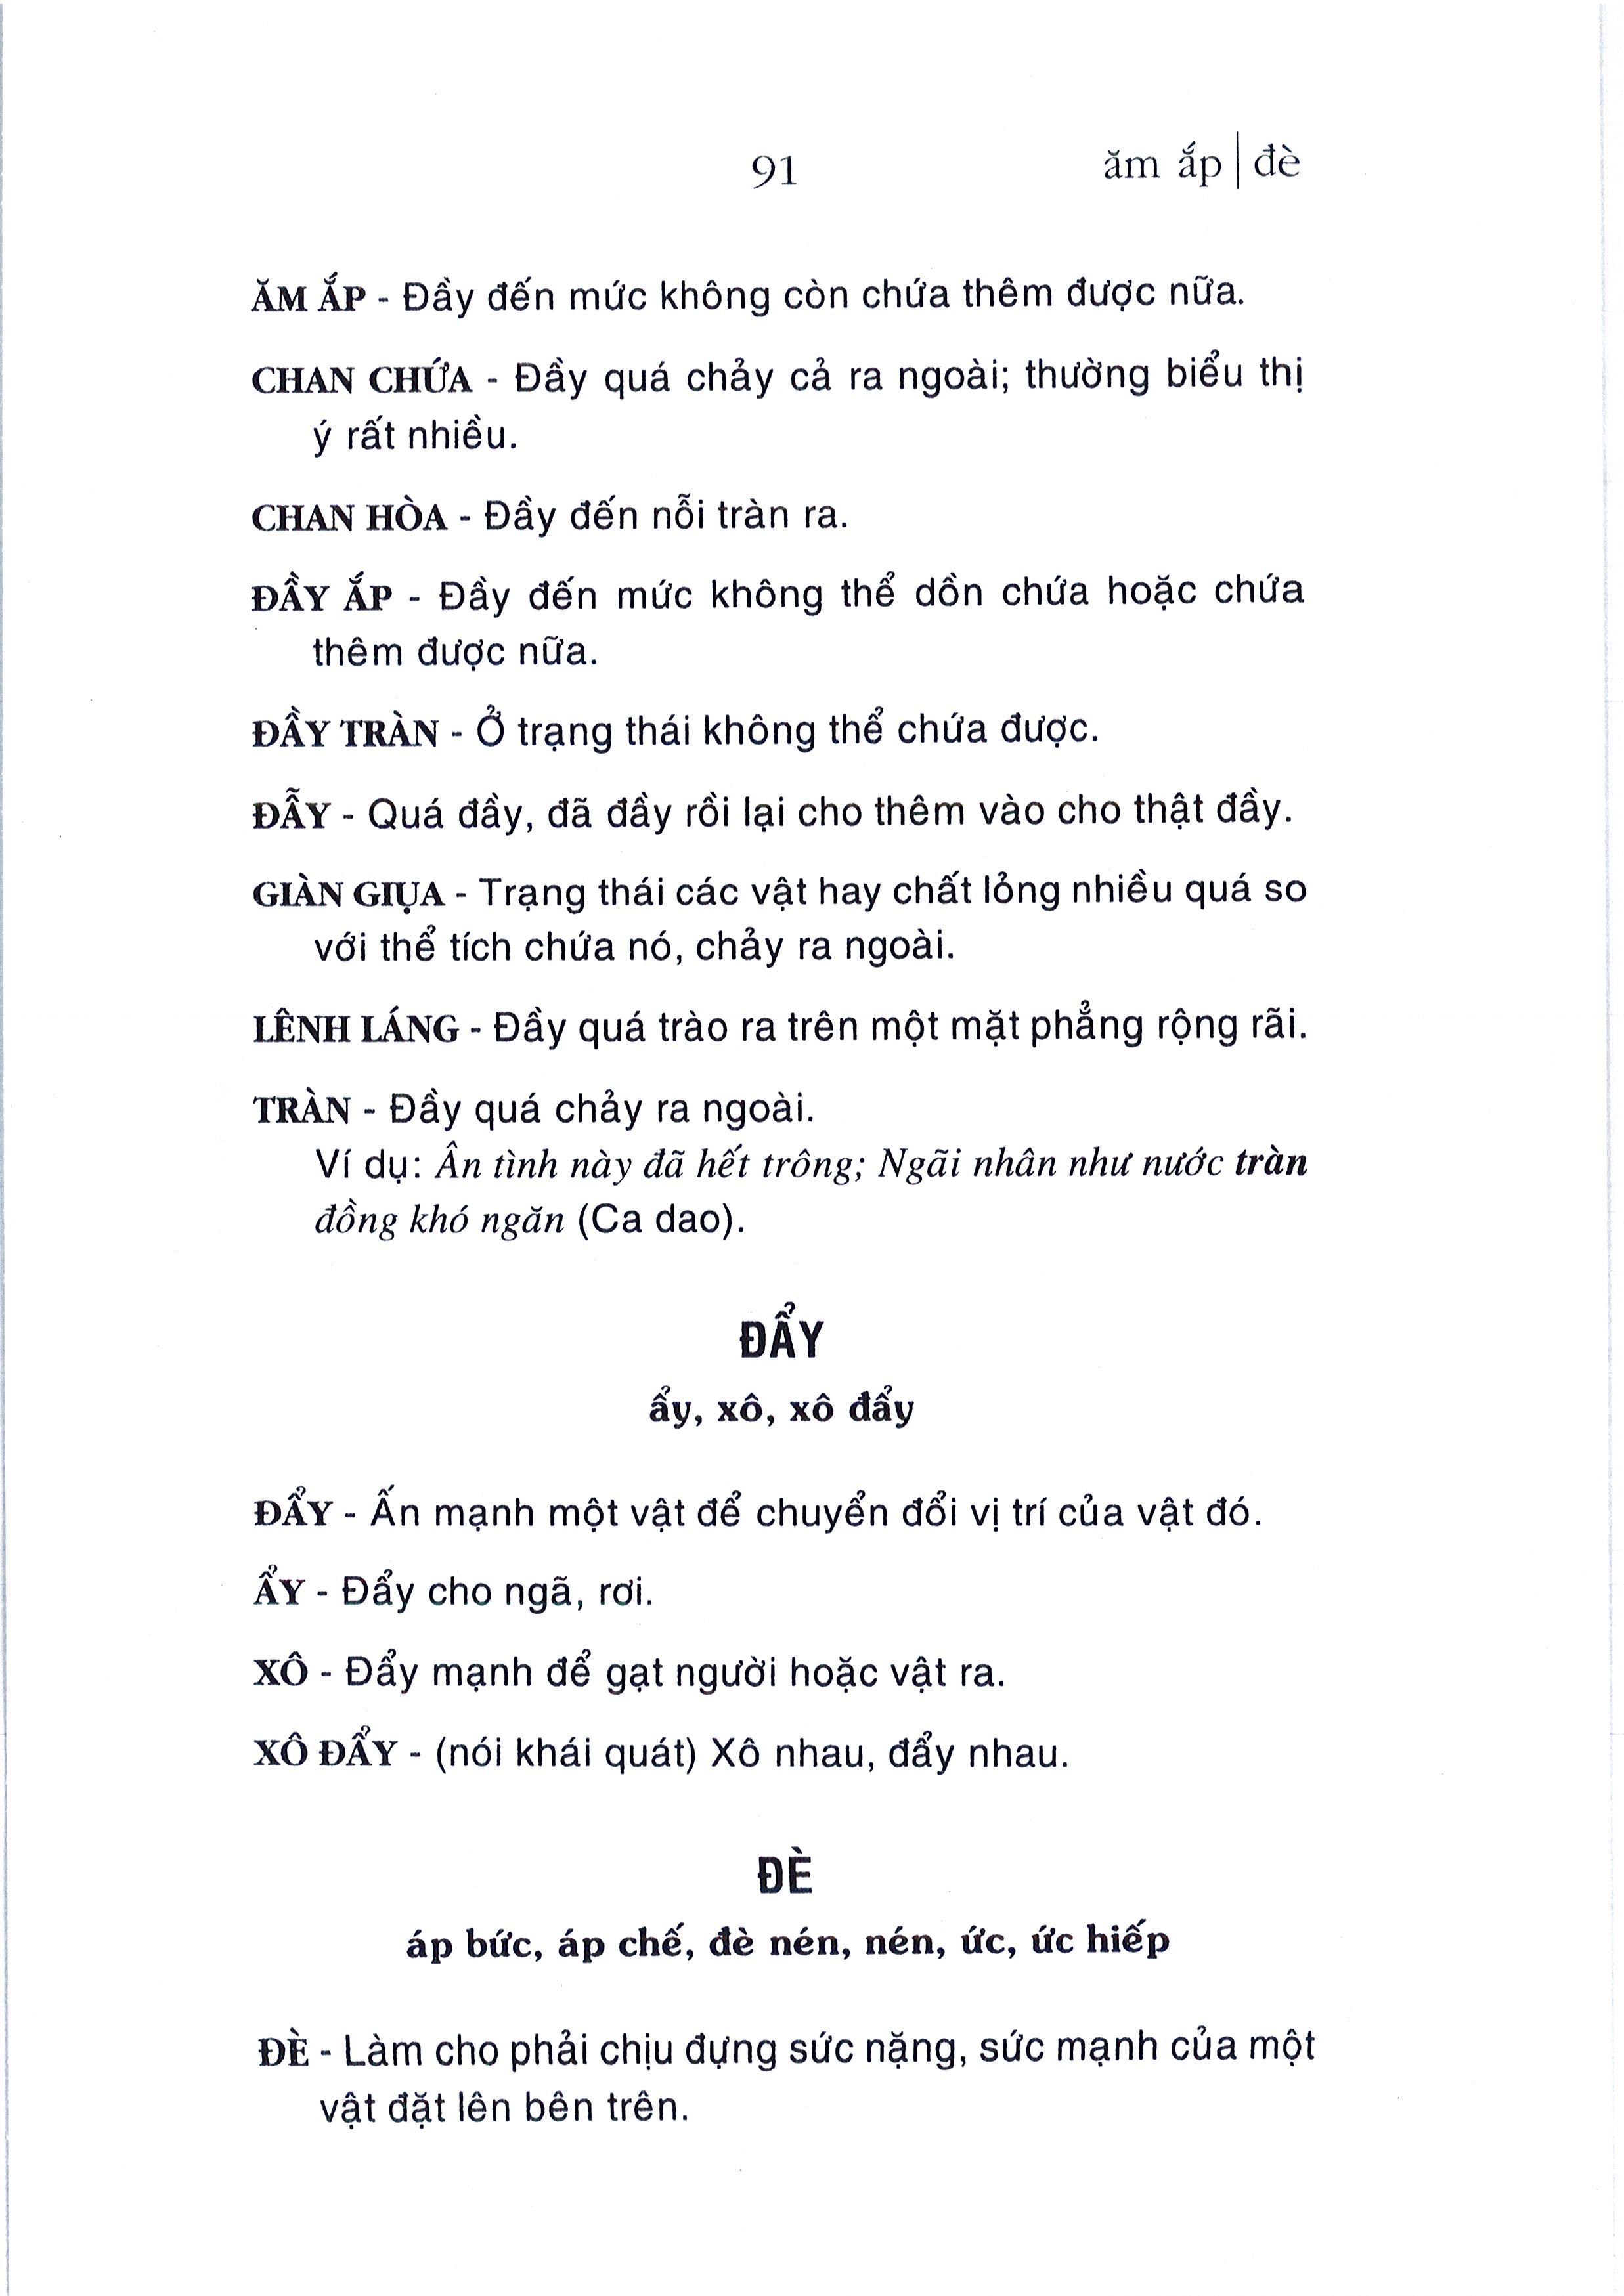 91
ăm ắp | đè
ĂM ẮP - Đầy đến mức không còn chứa thêm được nữa.
CHAN CHỨA - Đầy quá chảy cả ra ngoài; thường biểu thị
ý rất nhiều.
CHAN HÒA - Đầy đến nỗi tràn ra.
ĐẦY ẮP - Đầy đến mức không thể dồn chứa hoặc chứa
thêm được nữa.
ĐẦY TRÀN - Ở trạng thái không thể chứa được.
ĐẪY - Quá đầy, đã đầy rồi lại cho thêm vào cho thật đầy.
GIÀN GIỤA - Trạng thái các vật hay chất lỏng nhiều quá so
với thể tích chứa nó, chảy ra ngoài.
LÊNH LÁNG - Đầy quá trào ra trên một mặt phẳng rộng rãi.
TRÀN - Đầy quá chảy ra ngoài.
Ví dụ: Ân tình này đã hết trông; Ngãi nhân như nước tràn
đồng khó ngăn (Ca dao).
ĐẨY
ẩy, xô, xô đẩy
ĐẨY - Ấn mạnh một vật để chuyển đổi vị trí của vật đó.
ẨY - Đẩy cho ngã, rơi.
XÔ - Đẩy mạnh để gạt người hoặc vật ra.
XÔ ĐẨY - (nói khái quát) Xô nhau, đẩy nhau.
ĐÈ
áp bức, áp chế, đè nén, nén, ức, ức hiếp
ĐÈ - Làm cho phải chịu đựng sức nặng, sức mạnh của một
vật đặt lên bên trên.